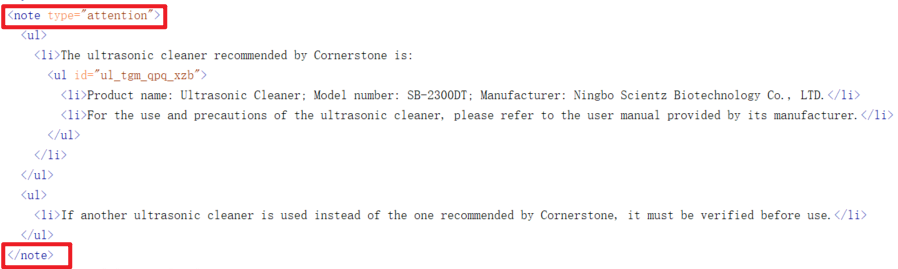 <note type="attention">
<ul>
<li>The ultrasonic cleaner recommended by Cornerstone is:
<ul id="ul_tgm_qpq_xzb">
<li>Product name: Ultrasonic Cleaner; Model number: SB-2300DT; Manufacturer: Ningbo Scientz Biotechnology Co., LTD.</li>
<li>For the use and precautions of the ultrasonic cleaner, please refer to the user manual provided by its manufacturer.</li>
</ul>
</li>
</ul>
<ul>
<li>If another ultrasonic cleaner is used instead of the one recommended by Cornerstone, it must be verified before use.</li>
</ul>
</note>